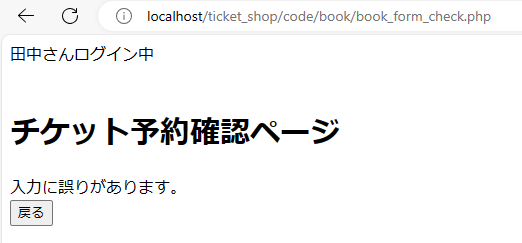 localhost/ticket_shop/code/book/book_form_check.php
田中さんログイン中
チケット予約確認ページ
入力に誤りがあります。
戻る